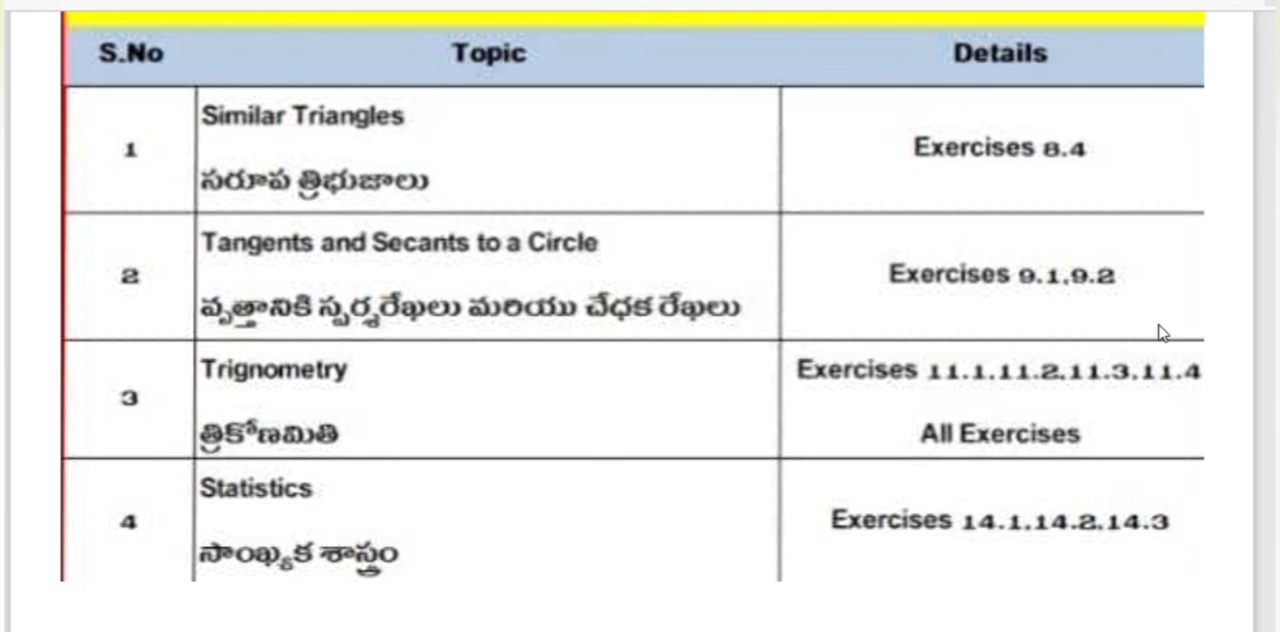 S.No Topic Details
1 Similar Triangles
సరూప త్రిభుజాలు
Exercises 8.4
2 Tangents and Secants to a Circle
వృత్తానికి స్పర్శరేఖలు మరియు చేధక రేఖలు
Exercises 9.1,9.2
3 Trignometry
త్రికోణమితి
Exercises 11.1,11.2,11.3,11.4
All Exercises
4 Statistics
సాంఖ్యక శాస్త్రం
Exercises 14.1,14.2,14.3